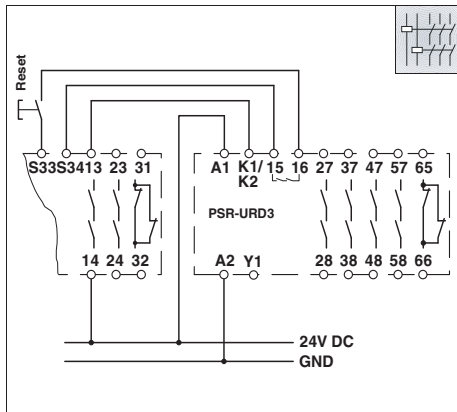 Reset
S33 S34 13 23 31
A1 K1/ 15 16 27 37 47 57 65
K2
PSR-URD3
14 24 32
A2 Y1 28 38 48 58 66
24V DC
GND